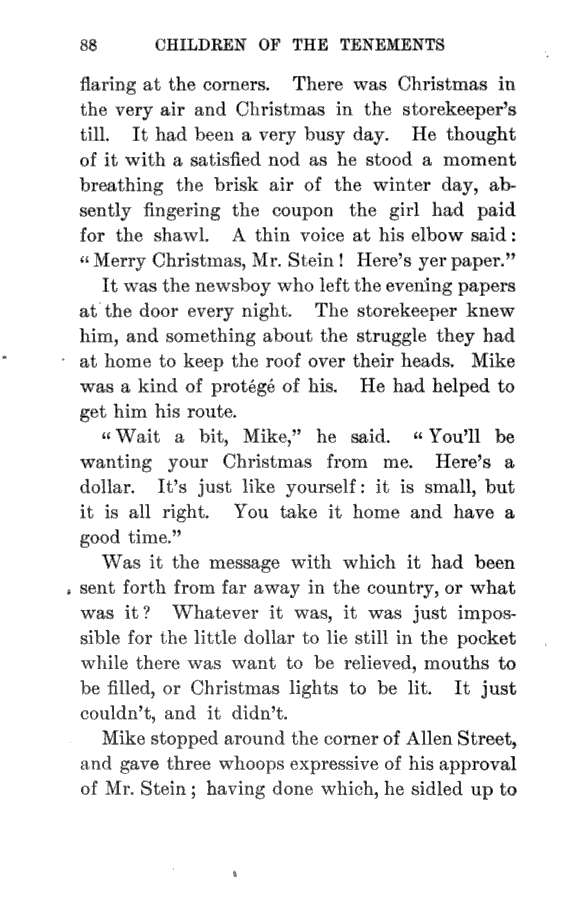 88 CHILDREN OF THE TENEMENTS
flaring at the corners. There was Christmas in
the very air and Christmas in the storekeeper's
till. It had been a very busy day. He thought
of it with a satisfied nod as he stood a moment
breathing the brisk air of the winter day, ab-
sently fingering the coupon the girl had paid
for the shawl. A thin voice at his elbow said:
“Merry Christmas, Mr. Stein! Here's yer paper.”
It was the newsboy who left the evening papers
at the door every night. The storekeeper knew
him, and something about the struggle they had
at home to keep the roof over their heads. Mike
was a kind of protégé of his. He had helped to
get him his route.
“Wait a bit, Mike,” he said. “You'll be
wanting your Christmas from me. Here's a
dollar. It's just like yourself: it is small, but
it is all right. You take it home and have a
good time.”
Was it the message with which it had been
sent forth from far away in the country, or what
was it? Whatever it was, it was just impos-
sible for the little dollar to lie still in the pocket
while there was want to be relieved, mouths to
be filled, or Christmas lights to be lit. It just
couldn't, and it didn't.
Mike stopped around the corner of Allen Street,
and gave three whoops expressive of his approval
of Mr. Stein; having done which, he sidled up to